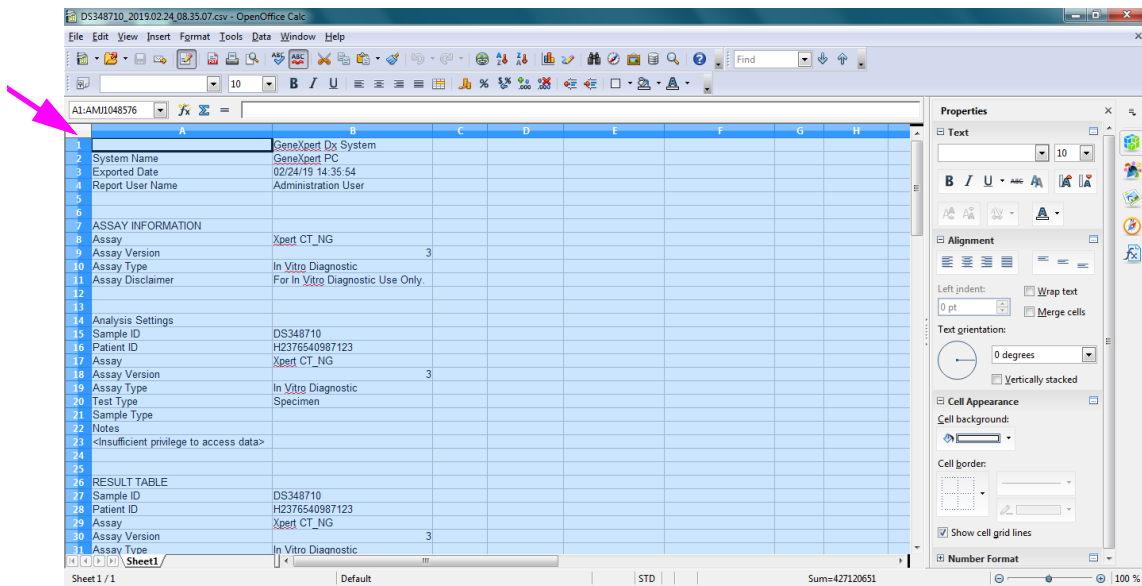 DS348710_2019.02.24_08.35.07.csv - OpenOffice Calc
File Edit View Insert Format Tools Data Window Help
Find
10 B I U
A1:AMJ1048576
A B C D E F G H
1 GeneXpert Dx System
2 System Name GeneXpert PC
3 Exported Date 02/24/19 14:35:54
4 Report User Name Administration User
5
6
7 ASSAY INFORMATION
8 Assay Xpert CT_NG
9 Assay Version 3
10 Assay Type In Vitro Diagnostic
11 Assay Disclaimer For In Vitro Diagnostic Use Only.
12
13
14 Analysis Settings
15 Sample ID DS348710
16 Patient ID H2376540987123
17 Assay Xpert CT_NG
18 Assay Version 3
19 Assay Type In Vitro Diagnostic
20 Test Type Specimen
21 Sample Type
22 Notes
23 <Insufficient privilege to access data>
24
25
26 RESULT TABLE
27 Sample ID DS348710
28 Patient ID H2376540987123
29 Assay Xpert CT_NG
30 Assay Version 3
31 Assay Type In Vitro Diagnostic
Sheet1
Sheet 1 / 1 Default STD Sum=427120651 100 %
Properties
Text
10
B I U ABC
Alignment
Left indent:
Wrap text
0 pt
Merge cells
Text orientation:
0 degrees
Vertically stacked
Cell Appearance
Cell background:
Cell border:
Show cell grid lines
Number Format